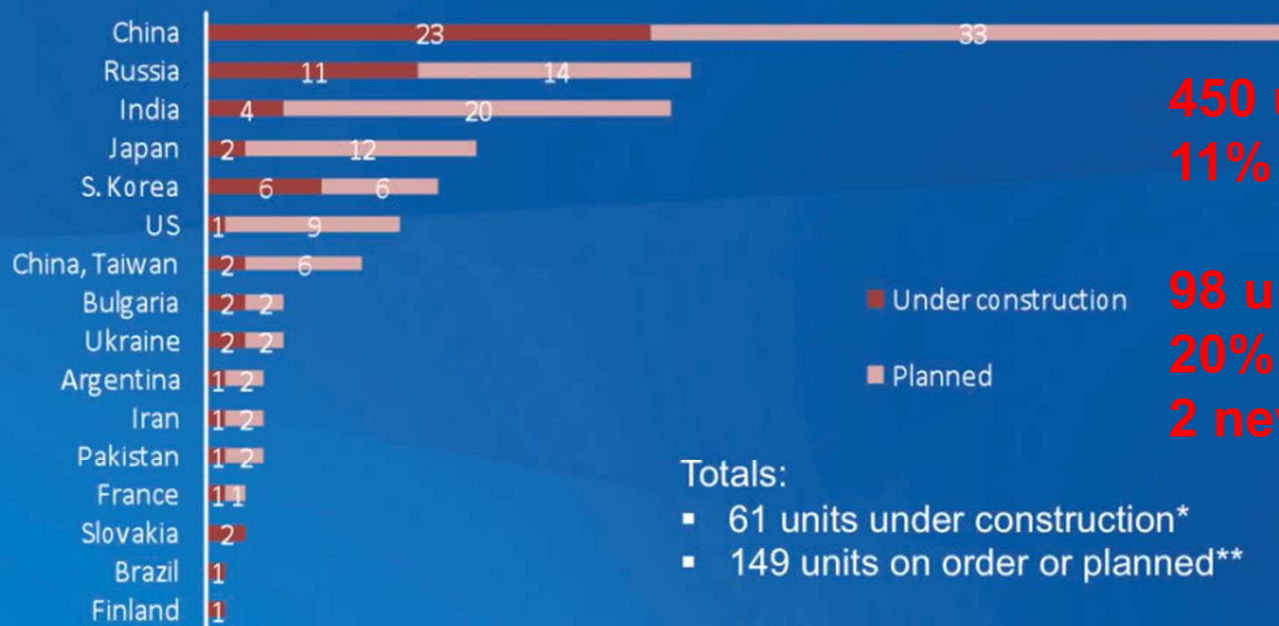 China 23 33
Russia 11 14
India 4 20
Japan 2 12
S. Korea 6 6
US 1 9
China, Taiwan 2 6
Bulgaria 2 2
Ukraine 2 2
Argentina 1 2
Iran 1 2
Pakistan 1 2
France 1 1
Slovakia 2
Brazil 1
Finland 1
Under construction
Planned
Totals:
▪ 61 units under construction*
▪ 149 units on order or planned**
450
11%
98
20%
2